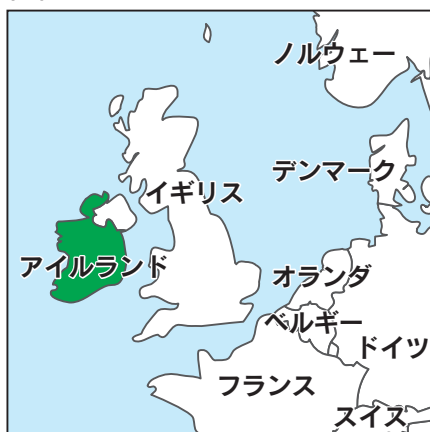 ノルウェー
デンマーク
イギリス
アイルランド
オランダ
ベルギー
ドイツ
フランス
スイス